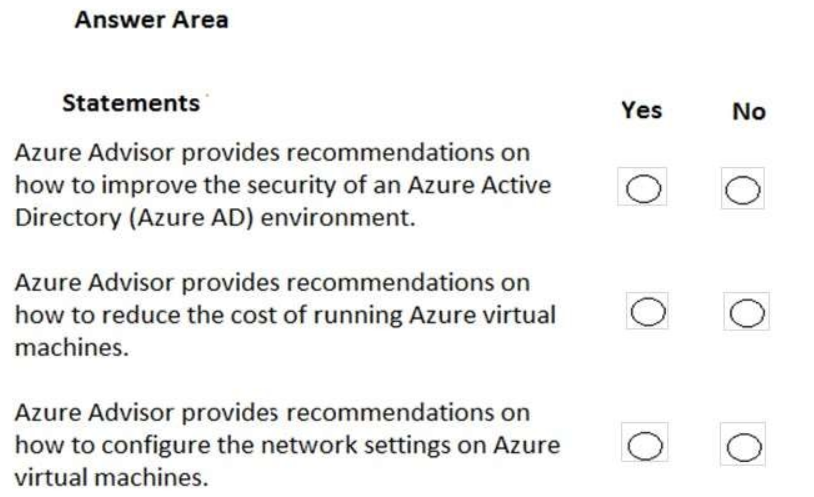 Answer Area
Statements
Yes No
Azure Advisor provides recommendations on
how to improve the security of an Azure Active
Directory (Azure AD) environment.
Azure Advisor provides recommendations on
how to reduce the cost of running Azure virtual
machines.
Azure Advisor provides recommendations on
how to configure the network settings on Azure
virtual machines.